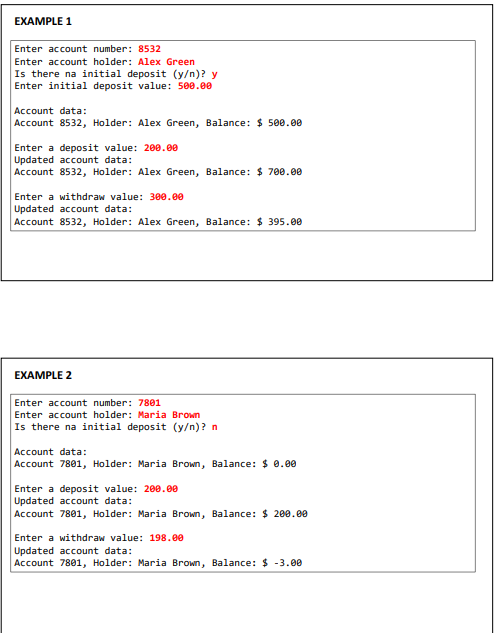 EXAMPLE 1
Enter account number: 8532
Enter account holder: Alex Green
Is there na initial deposit (y/n)? y
Enter initial deposit value: 500.00
Account data:
Account 8532, Holder: Alex Green, Balance: $ 500.00
Enter a deposit value: 200.00
Updated account data:
Account 8532, Holder: Alex Green, Balance: $ 700.00
Enter a withdraw value: 300.00
Updated account data:
Account 8532, Holder: Alex Green, Balance: $ 395.00
EXAMPLE 2
Enter account number: 7801
Enter account holder: Maria Brown
Is there na initial deposit (y/n)? n
Account data:
Account 7801, Holder: Maria Brown, Balance: $ 0.00
Enter a deposit value: 200.00
Updated account data:
Account 7801, Holder: Maria Brown, Balance: $ 200.00
Enter a withdraw value: 198.00
Updated account data:
Account 7801, Holder: Maria Brown, Balance: $ -3.00